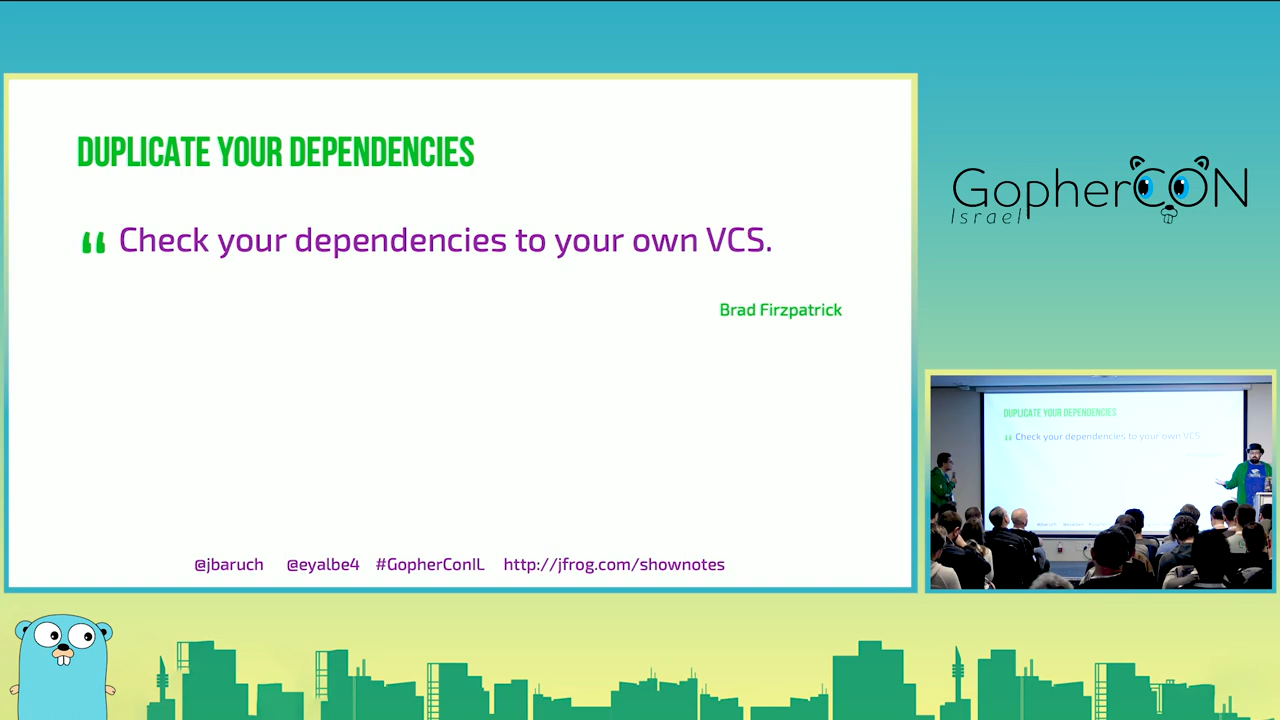 DUPLICATE YOUR DEPENDENCIES
“ Check your dependencies to your own VCS.
Brad Firzpatrick
@jbaruch @eyalbe4 #GopherConIL http://jfrog.com/shownotes
GopherCON
Israel
DUPLICATE YOUR DEPENDENCIES
“ Check your dependencies to your own VCS.